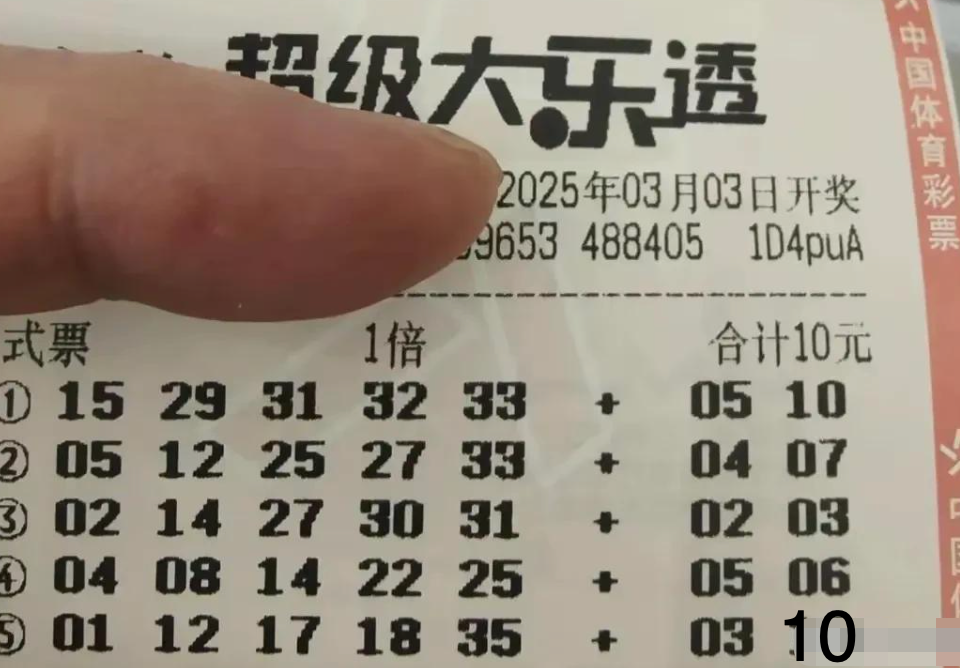 超级大乐透
2025年03月03日开奖
9653 488405 1D4puA
式票 1倍 合计10元
① 15 29 31 32 33 + 05 10
② 05 12 25 27 33 + 04 07
③ 02 14 27 30 31 + 02 03
④ 04 08 14 22 25 + 05 06
⑤ 01 12 17 18 35 + 03 10
中国体育彩票
中国